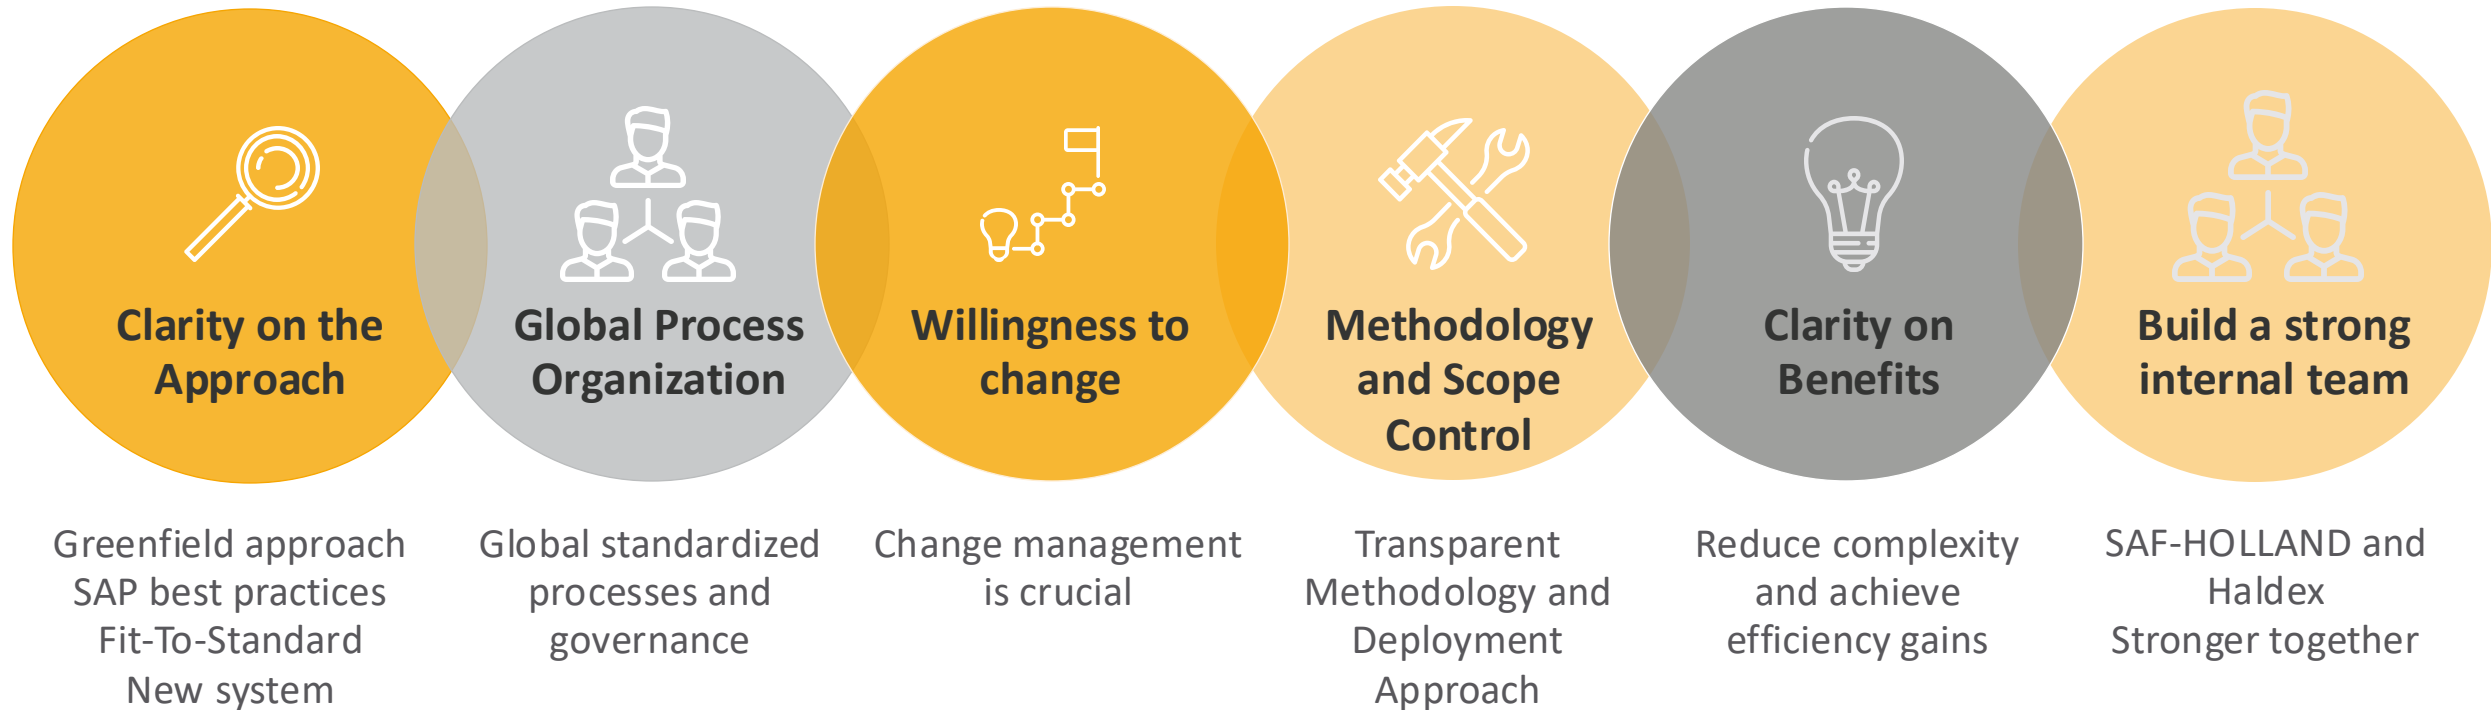 Clarity on the
Approach
Greenfield approach
SAP best practices
Fit-To-Standard
New system
Global Process
Organization
Global standardized
processes and
governance
Willingness to
change
Change management
is crucial
Methodology
and Scope
Control
Transparent
Methodology and
Deployment
Approach
Clarity on
Benefits
Reduce complexity
and achieve
efficiency gains
Build a strong
internal team
SAF-HOLLAND and
Haldex
Stronger together